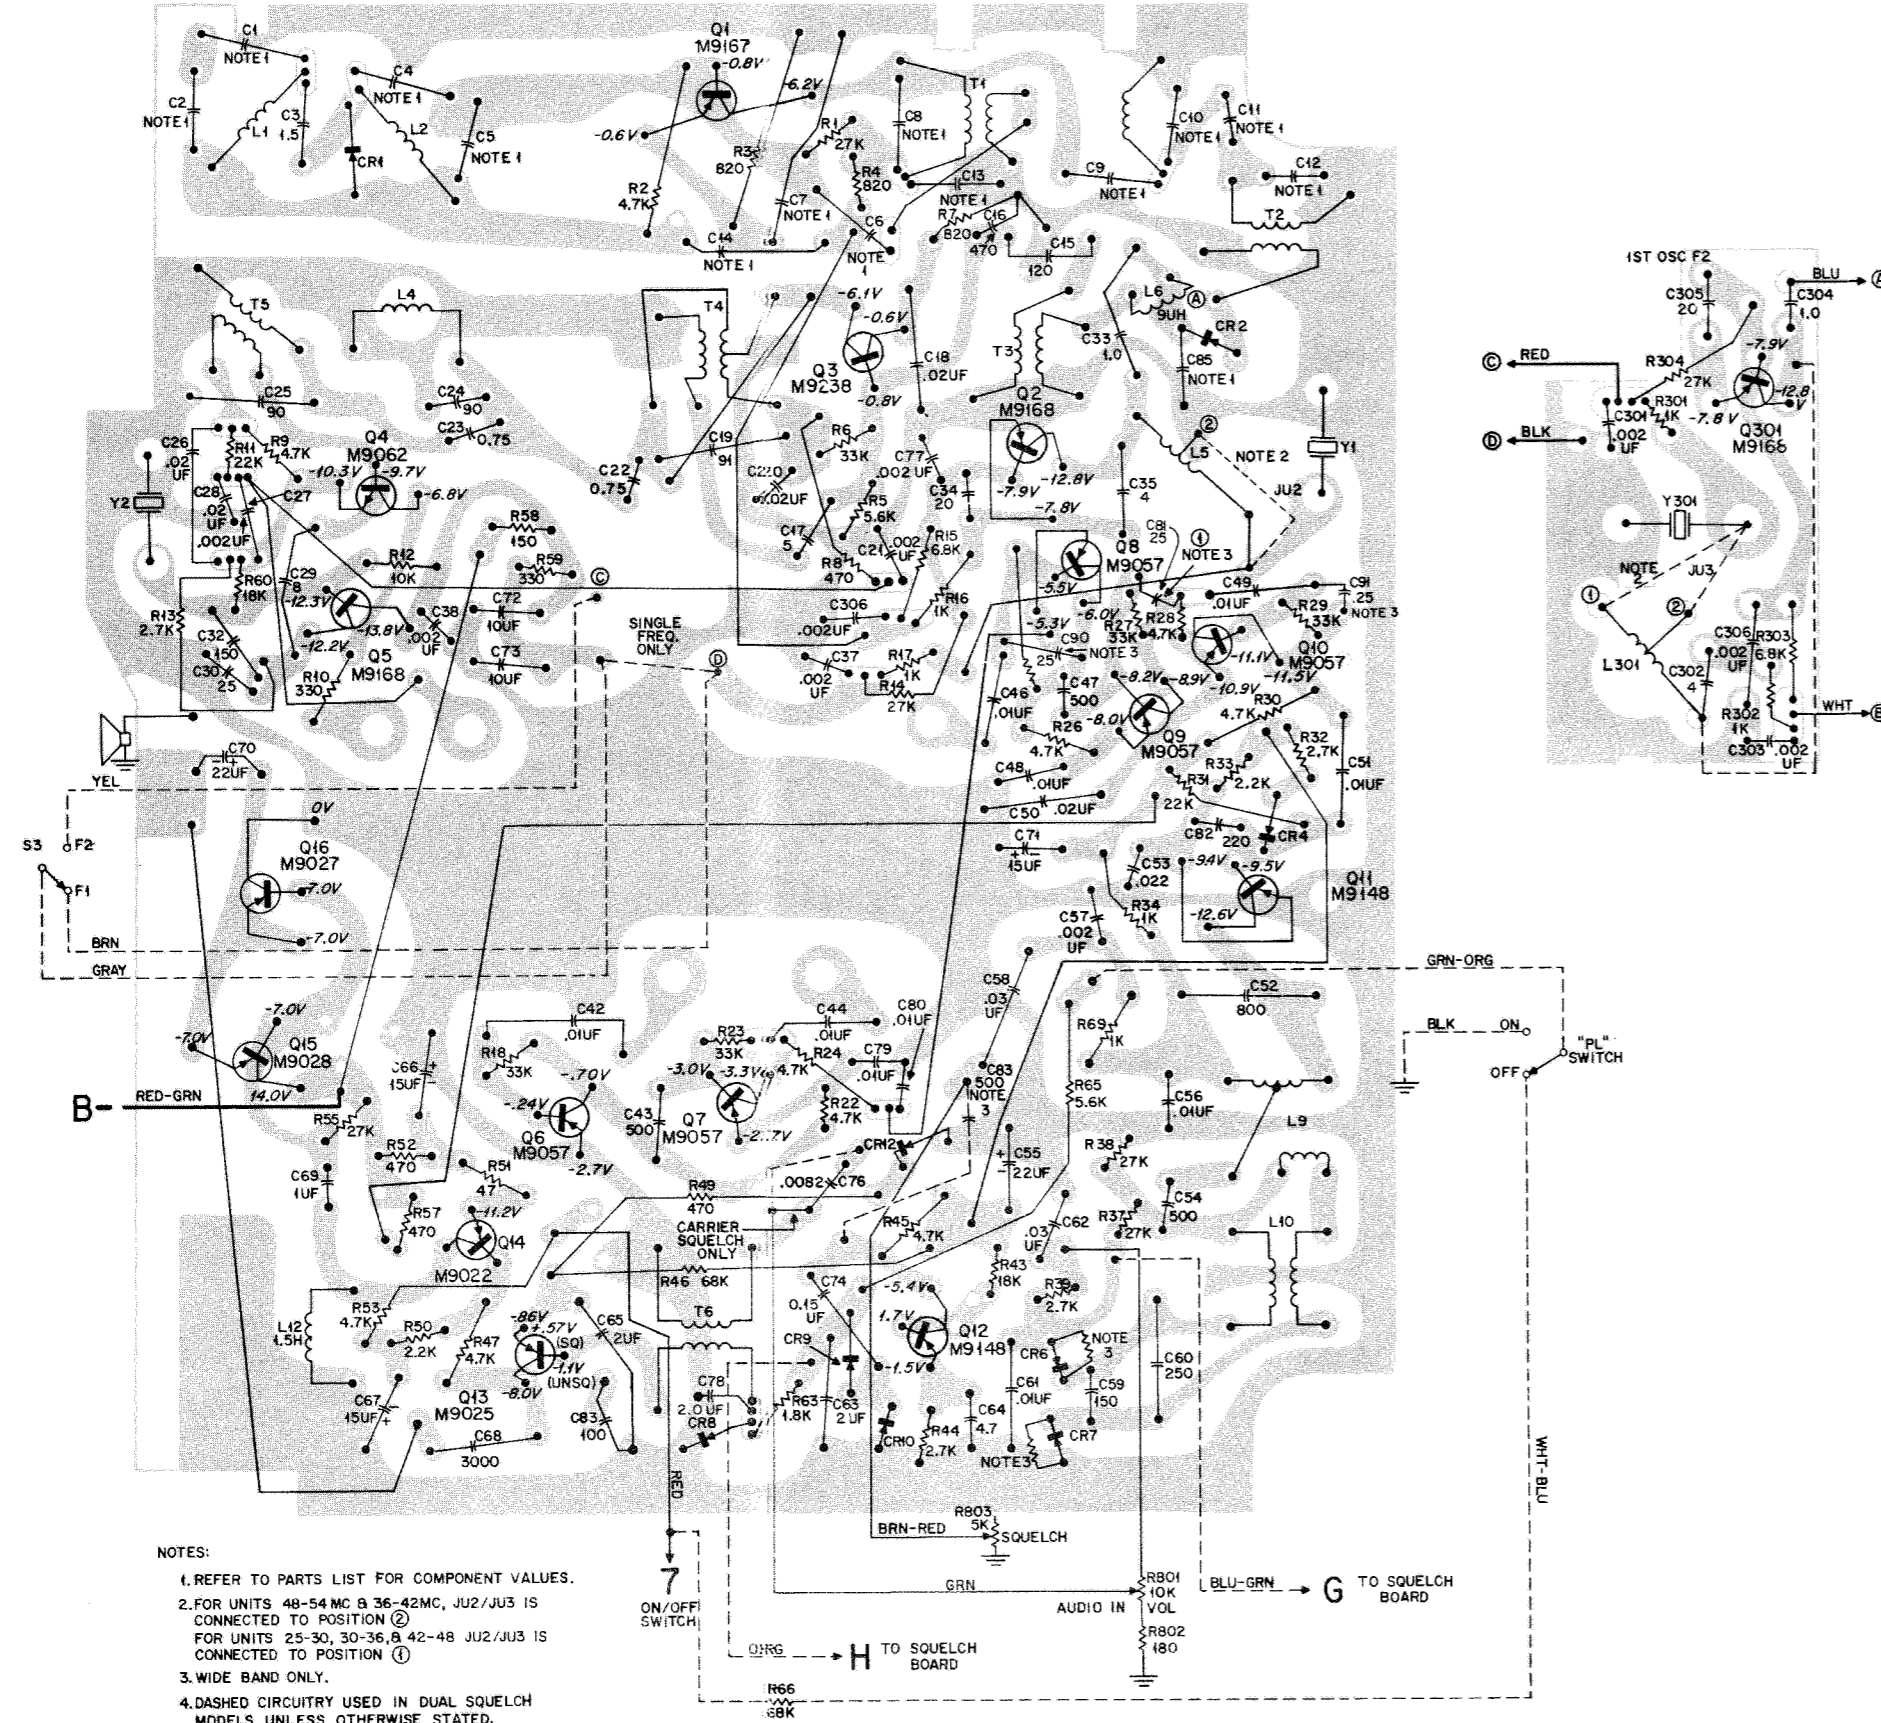 C1
NOTE 1
C2
NOTE 1
L1
C3
1.5
C4
NOTE 1
CR1
L2
C5
NOTE 1
Q1
M9167
-0.8V
-6.2V
-0.6V
R3
820
R2
4.7K
R1
27K
R4
820
C7
NOTE 1
C6
NOTE
1
C14
NOTE 1
C8
NOTE 1
T1
C13
NOTE 1
R7
820
C16
470
C15
120
C9
NOTE 1
C10
NOTE 1
C11
NOTE 1
C12
NOTE 1
T2
T5
L4
T4
-6.1V
-0.6V
Q3
M9238
-0.8V
C18
.02UF
T3
C33
1.0
L6
9UH
A
CR2
C85
NOTE 1
Q2
M9168
-7.9V
-12.8V
-7.8V
C25
90
C24
90
C23
0.75
C26
.02
UF
R11
22K
R9
4.7K
Q4
M9062
-10.3V
-9.7V
-6.8V
Y2
C28
.02
UF
C27
.002UF
C22
0.75
C19
91
C20
.02UF
R6
33K
C77
.002UF
C34
20
R5
5.6K
C17
5
R8
470
C21
.002
UF
R15
6.8K
R16
1K
C35
4
2
L5
NOTE 2
JU2
Y1
R58
150
R59
330
R12
10K
R60
18K
C29
8
-12.3V
-13.8V
-12.2V
Q5
M9168
R13
2.7K
C32
150
C30
25
R10
330
C38
.002
UF
C72
10UF
C73
10UF
C
SINGLE
FREQ.
ONLY
D
C306
.002UF
C37
.002
UF
R17
1K
R14
27K
Q8
M9057
-5.5V
-6.0V
-5.3V
C81
25
1
NOTE 3
C49
.01UF
C91
.25
NOTE 3
R29
33K
R27
33K
R28
4.7K
C90
25
NOTE 3
Q10
M9057
-11.1V
-11.5V
-10.9V
C46
.01UF
C47
500
-8.2V
-8.9V
-8.0V
Q9
M9057
R26
4.7K
R30
4.7K
R32
2.7K
R33
2.2K
R31
22K
C51
.01UF
C48
.01UF
C50
.02UF
C71
15UF
C82
220
CR4
C53
.022
-9.4V
-9.5V
Q11
M9148
-12.6V
R34
1K
C57
.002
UF
C70
22UF
YEL
0V
Q16
M9027
-7.0V
-7.0V
S3
F2
F1
BRN
GRAY
-7.0V
-7.0V
Q15
M9028
14.0V
B-
RED-GRN
C66
15UF
R18
33K
C42
.01UF
-.70V
-.24V
Q6
M9057
-2.7V
R23
33K
C44
.01UF
C80
.01UF
R24
4.7K
C79
.01UF
-3.0V
-3.3V
Q7
M9057
C43
500
R22
4.7K
CR12
C58
.03
UF
C83
500
NOTE
3
R69
1K
R65
5.6K
C52
800
C56
.01UF
L9
GRN-ORG
BLK
ON
"PL"
SWITCH
OFF
R55
27K
R52
470
R51
47
C69
1UF
R57
470
-11.2V
Q14
M9022
R49
470
.0082
C76
CARRIER
SQUELCH
ONLY
R46
68K
C55
22UF
R38
27K
R37
27K
C54
500
L10
R45
4.7K
.03
UF
C62
R43
18K
R39
2.7K
C74
0.15
UF
-5.4V
1.7V
Q12
M9148
-1.5V
L12
1.5H
R53
4.7K
R50
2.2K
R47
4.7K
-.86V
+.57V
(SQ)
-1.1V
(UNSQ)
-8.0V
Q13
M9025
C65
.2UF
T6
CR9
C67
15UF
C68
3000
C83
100
C78
2.0UF
CR8
R63
1.8K
C63
2UF
CR10
R44
2.7K
C64
4.7
C61
.01UF
CR6
NOTE
3
C59
150
C60
250
CR7
NOTE3
RED
7
ON/OFF
SWITCH
BRN-RED
R803
5K
SQUELCH
GRN
AUDIO IN
R801
10K
VOL
R802
180
BLU-GRN
G
TO SQUELCH
BOARD
WHT-BLU
ORG
H
TO SQUELCH
BOARD
R66
68K
1ST OSC F2
C305
20
BLU
A
C304
1.0
C
RED
R304
27K
-7.9V
-12.8
V
-7.8V
R301
1K
C301
.002
UF
Q301
M9168
D
BLK
Y301
NOTE
2
JU3
1
2
L301
C302
4
C306
.002
UF
R303
6.8K
R302
1K
WHT
B
C303
.002
UF
NOTES:
1. REFER TO PARTS LIST FOR COMPONENT VALUES.
2. FOR UNITS 48-54 MC & 36-42MC, JU2/JU3 IS
CONNECTED TO POSITION ②
FOR UNITS 25-30, 30-36, & 42-48 JU2/JU3 IS
CONNECTED TO POSITION ①
3. WIDE BAND ONLY.
4. DASHED CIRCUITRY USED IN DUAL SQUELCH
MODELS UNLESS OTHERWISE STATED.